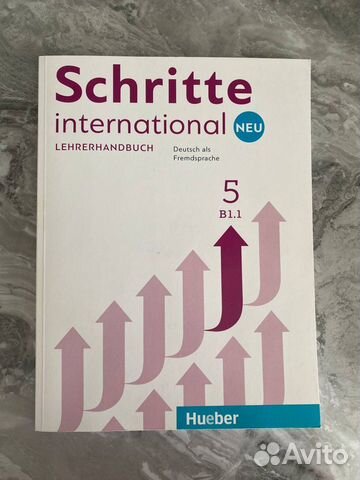 Schritte
international NEU
LEHRERHANDBUCH Deutsch als
Fremdsprache
5
B1.1
Hueber
Avito